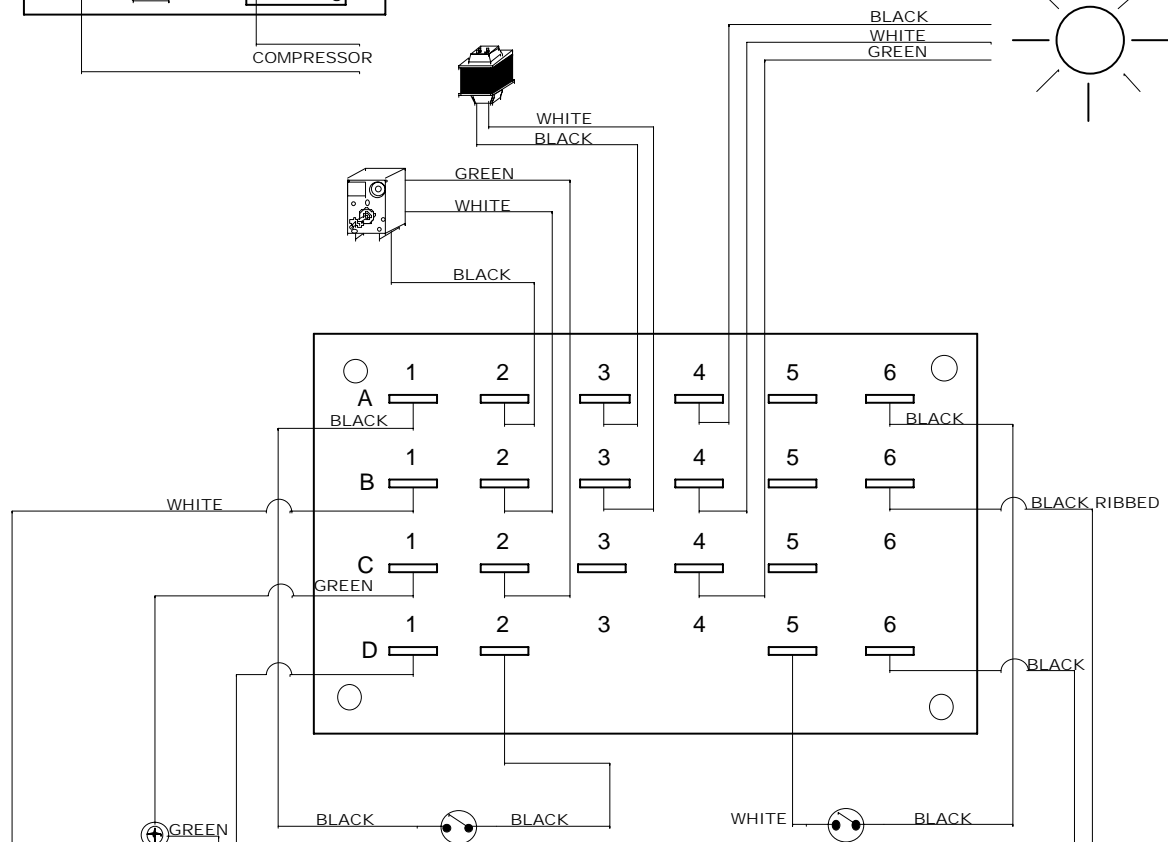 BLACK
WHITE
GREEN
COMPRESSOR
WHITE
BLACK
GREEN
WHITE
BLACK
1 2 3 4 5 6
A
BLACK BLACK
1 2 3 4 5 6
B
WHITE BLACK RIBBED
1 2 3 4 5 6
C
GREEN
1 2 3 4 5 6
D
BLACK
BLACK BLACK WHITE BLACK
GREEN